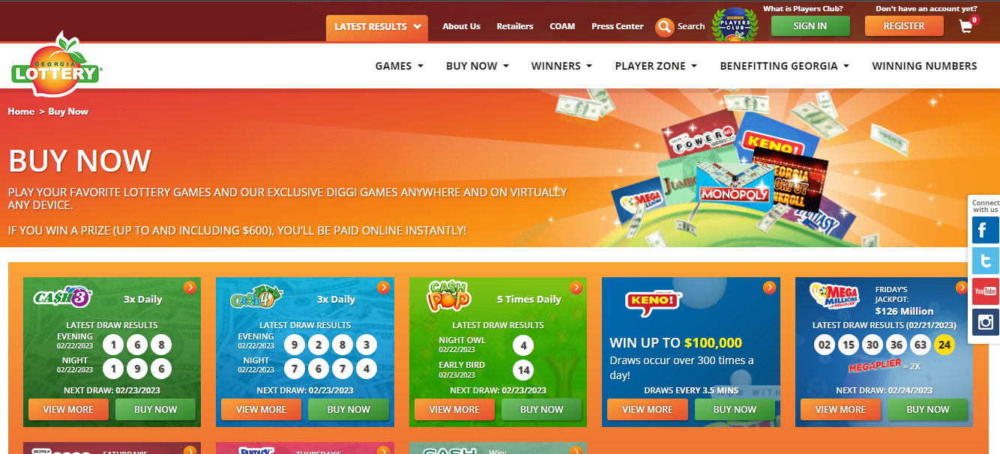 What is Players Club?
Don't have an account yet?
LATEST RESULTS
About Us
Retailers
COAM
Press Center
Search
PLAYERS
CLUB
SIGN IN
REGISTER
0
GEORGIA
LOTTERY
GAMES
BUY NOW
WINNERS
PLAYER ZONE
BENEFITTING GEORGIA
WINNING NUMBERS
Home > Buy Now
BUY NOW
PLAY YOUR FAVORITE LOTTERY GAMES AND OUR EXCLUSIVE DIGGI GAMES ANYWHERE AND ON VIRTUALLY
ANY DEVICE.
IF YOU WIN A PRIZE (UP TO AND INCLUDING $600), YOU'LL BE PAID ONLINE INSTANTLY!
POWERBALL
KENO!
JUMBO
MONOPOLY
MEGA
MILLIONS
GEORGIA
JACKPOT
BANKROLL
FANTASY
Connect
with us
f
t
YouTube
CA$H 3
3x Daily
LATEST DRAW RESULTS
EVENING
02/22/2023
1 6 8
NIGHT
02/22/2023
1 9 6
NEXT DRAW: 02/23/2023
VIEW MORE
BUY NOW
Cash 4
3x Daily
LATEST DRAW RESULTS
EVENING
02/22/2023
9 2 8 3
NIGHT
02/22/2023
7 6 7 4
NEXT DRAW: 02/23/2023
VIEW MORE
BUY NOW
CA$H
POP
5 Times Daily
LATEST DRAW RESULTS
NIGHT OWL
02/22/2023
4
EARLY BIRD
02/23/2023
14
NEXT DRAW: 02/23/2023
VIEW MORE
BUY NOW
KENO!
WIN UP TO $100,000
Draws occur over 300 times a
day!
DRAWS EVERY 3.5 MINS
VIEW MORE
BUY NOW
MEGA
MILLIONS
MEGAPLIER
FRIDAY'S
JACKPOT:
$126 Million
LATEST DRAW RESULTS (02/21/2023)
02 15 30 36 63 24
MEGAPLIER = 2X
NEXT DRAW: 02/24/2023
VIEW MORE
BUY NOW
GEORGIA
SATURDAY'S
FANTASY
THURSDAY'S
CASH
Win: